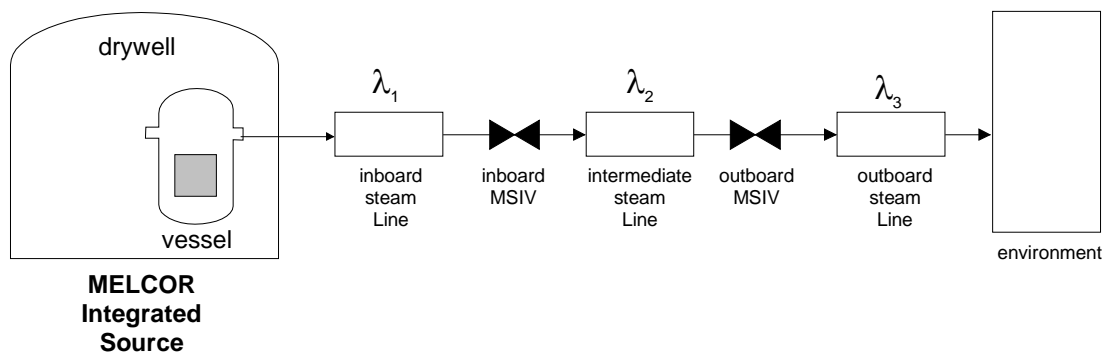 drywell
vessel
MELCOR
Integrated
Source
λ1
inboard
steam
Line
inboard
MSIV
λ2
intermediate
steam
Line
outboard
MSIV
λ3
outboard
steam
Line
environment